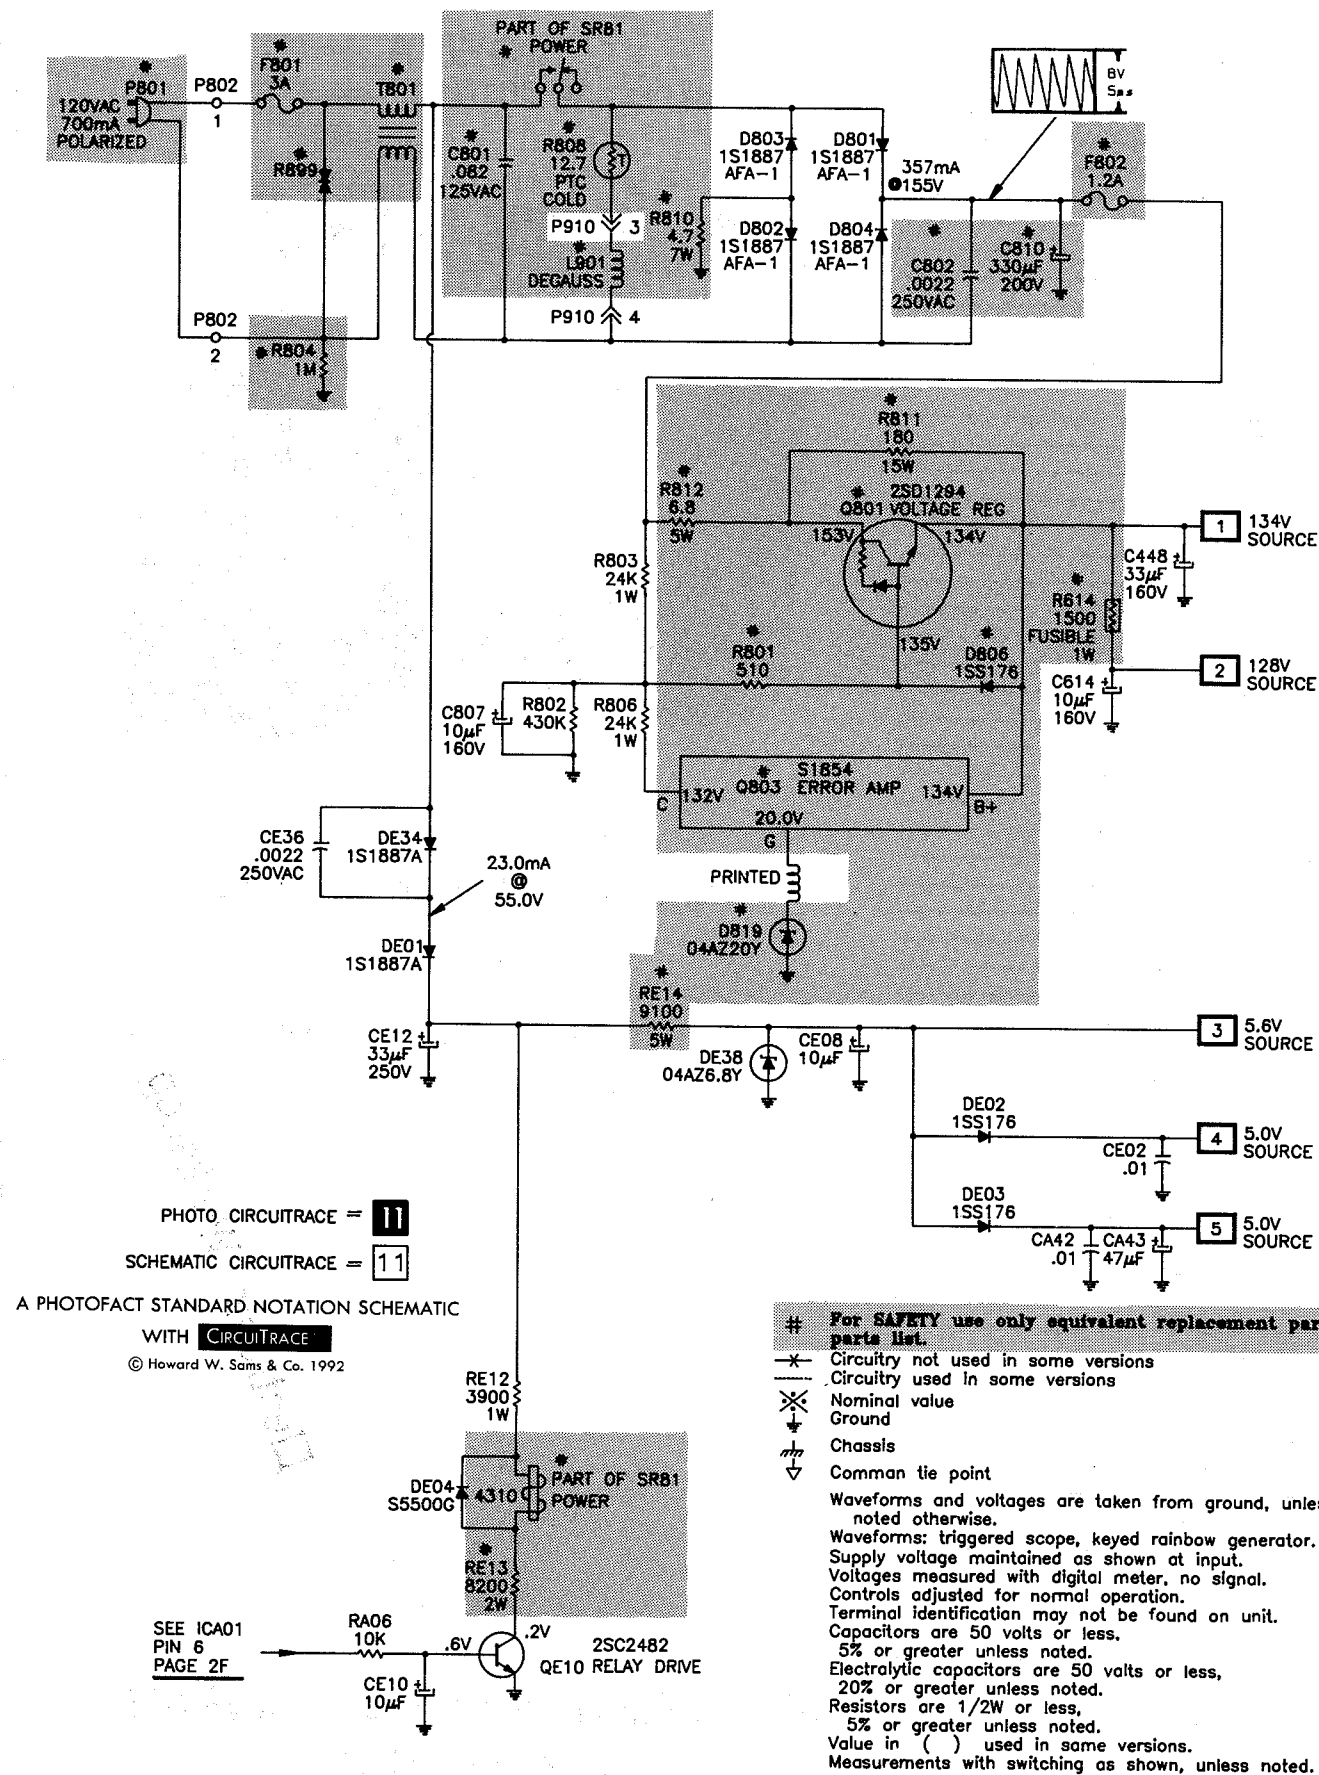 PART OF SR81
POWER
#
F801
3A
#
T801
#
P801
120VAC
700mA
POLARIZED
P802
1
#
R899
#
C801
.082
125VAC
#
R808
12.7
PTC
COLD
T
P910 3
#
L901
DEGAUSS
P910 4
#
R810
4.7
7W
D803
1S1887
AFA-1
D801
1S1887
AFA-1
D802
1S1887
AFA-1
D804
1S1887
AFA-1
357mA
@155V
8V
5µs
#
F802
1.2A
#
C802
.0022
250VAC
#
C810
330µF
200V
P802
2
#R804
1M
#
R811
180
15W
#
R812
6.8
5W
# 2SD1294
Q801 VOLTAGE REG
153V
134V
135V
R803
24K
1W
#
R801
510
#
D806
1SS176
#
R614
1500
FUSIBLE
1W
C448
33µF
160V
1
134V
SOURCE
2
128V
SOURCE
C614
10µF
160V
C807
10µF
160V
R802
430K
R806
24K
1W
# S1854
Q803 ERROR AMP
132V
134V
C
B+
20.0V
G
PRINTED
#
D819
04AZ20Y
CE36
.0022
250VAC
DE34
1S1887A
23.0mA
@
55.0V
DE01
1S1887A
CE12
33µF
250V
#
RE14
9100
5W
DE38
04AZ6.8Y
CE08
10µF
3
5.6V
SOURCE
DE02
1SS176
CE02
.01
4
5.0V
SOURCE
DE03
1SS176
CA42
.01
CA43
47µF
5
5.0V
SOURCE
PHOTO CIRCUITRACE = 11
SCHEMATIC CIRCUITRACE = 11
A PHOTOFACT STANDARD NOTATION SCHEMATIC
WITH CIRCUITRACE
© Howard W. Sams & Co. 1992
RE12
3900
1W
DE04
S5500G
4310
#
PART OF SR81
POWER
#
RE13
8200
2W
SEE ICA01
PIN 6
PAGE 2F
RA06
10K
CE10
10µF
.6V
.2V
2SC2482
QE10 RELAY DRIVE
# For SAFETY use only equivalent replacement par
parts list.
Circuitry not used in some versions
Circuitry used in some versions
Nominal value
Ground
Chassis
Common tie point
Waveforms and voltages are taken from ground, unles
noted otherwise.
Waveforms: triggered scope, keyed rainbow generator.
Supply voltage maintained as shown at input.
Voltages measured with digital meter, no signal.
Controls adjusted for normal operation.
Terminal identification may not be found on unit.
Capacitors are 50 volts or less,
5% or greater unless noted.
Electrolytic capacitors are 50 volts or less,
20% or greater unless noted.
Resistors are 1/2W or less,
5% or greater unless noted.
Value in ( ) used in some versions.
Measurements with switching as shown, unless noted.